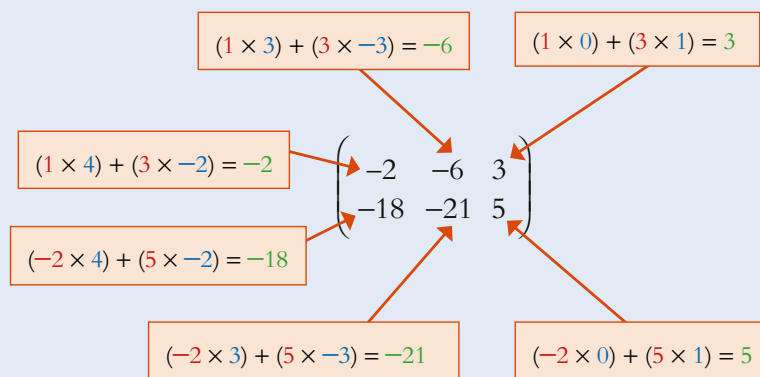 (1 × 3) + (3 × −3) = −6
(1 × 0) + (3 × 1) = 3
(1 × 4) + (3 × −2) = −2
−2 −6 3
−18 −21 5
(−2 × 4) + (5 × −2) = −18
(−2 × 3) + (5 × −3) = −21
(−2 × 0) + (5 × 1) = 5